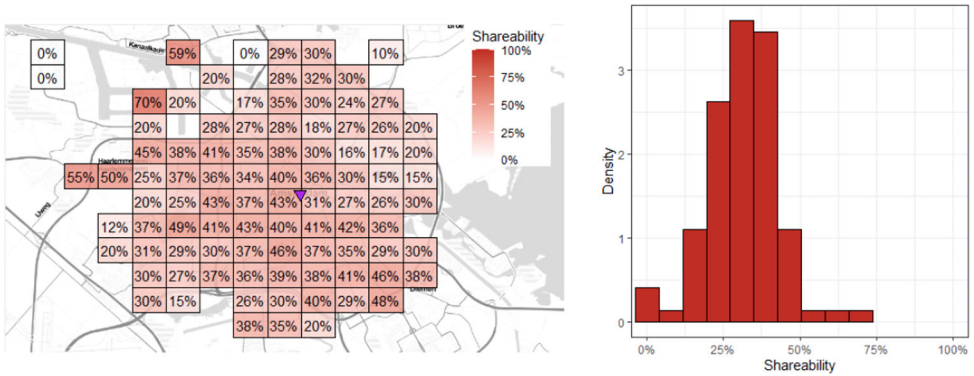 Broe
Kanaalkade
Shareability
0% 59% 0% 29% 30% 10% 100%
0% 20% 28% 32% 30% 75%
70% 20% 17% 35% 30% 24% 27% 50%
20% 28% 27% 28% 18% 27% 26% 20% 25%
45% 38% 41% 35% 38% 30% 16% 17% 20% 0%
Haarlemme
55% 50% 25% 37% 36% 34% 40% 36% 30% 15% 15%
20% 25% 43% 37% 43% 31% 27% 26% 30%
IJweg
12% 37% 49% 41% 43% 40% 41% 42% 36%
20% 31% 29% 30% 37% 46% 37% 35% 29% 30%
30% 27% 37% 36% 39% 38% 41% 46% 38%
Diemen
30% 15% 26% 30% 40% 29% 48%
38% 35% 20%
Density
3
2
1
0
0% 25% 50% 75% 100%
Shareability